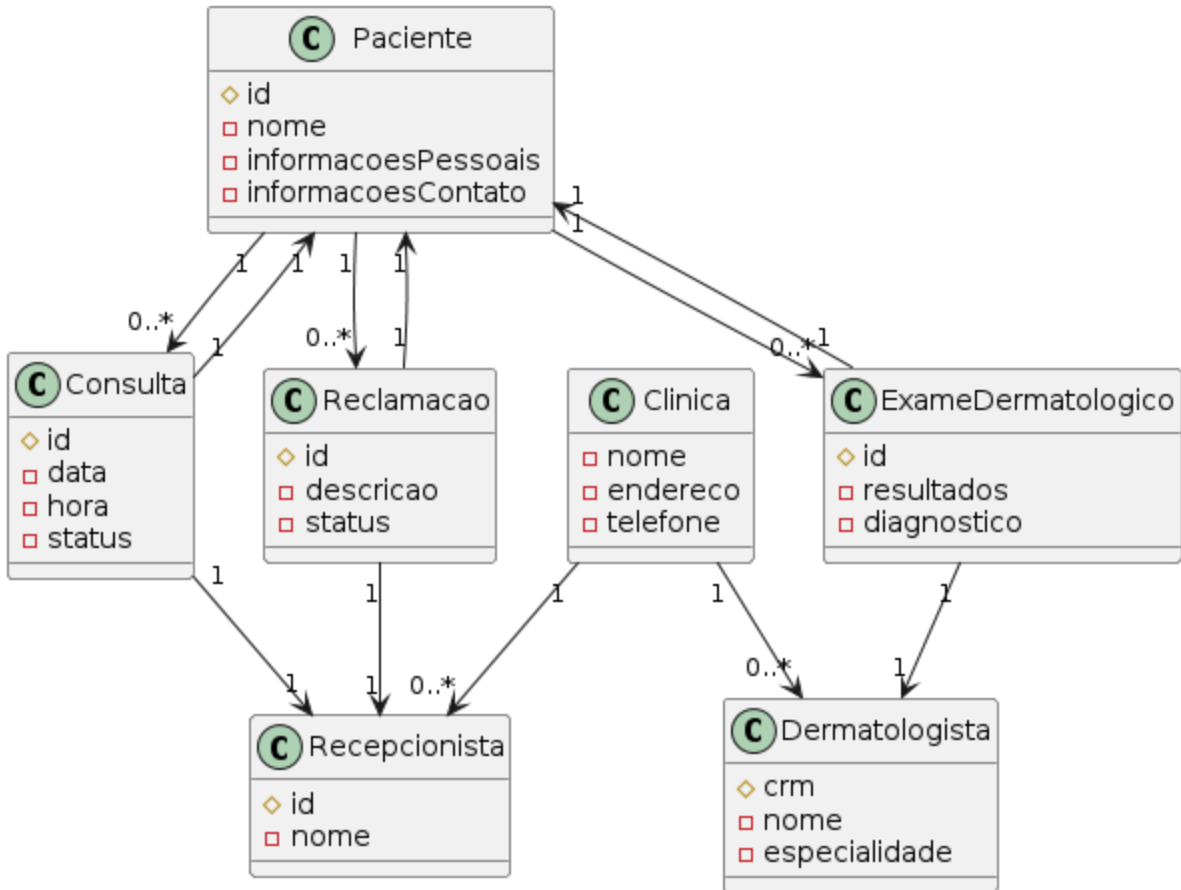 C Paciente
id
nome
informacoesPessoais
informacoesContato
1
1
1
1
1
1
0..*
0..*
1
1
0..*
1
C Consulta
id
data
hora
status
C Reclamacao
id
descricao
status
C Clinica
nome
endereco
telefone
C ExameDermatologico
id
resultados
diagnostico
1
1
1
1
1
1
1
0..*
0..*
1
C Recepcionista
id
nome
C Dermatologista
crm
nome
especialidade